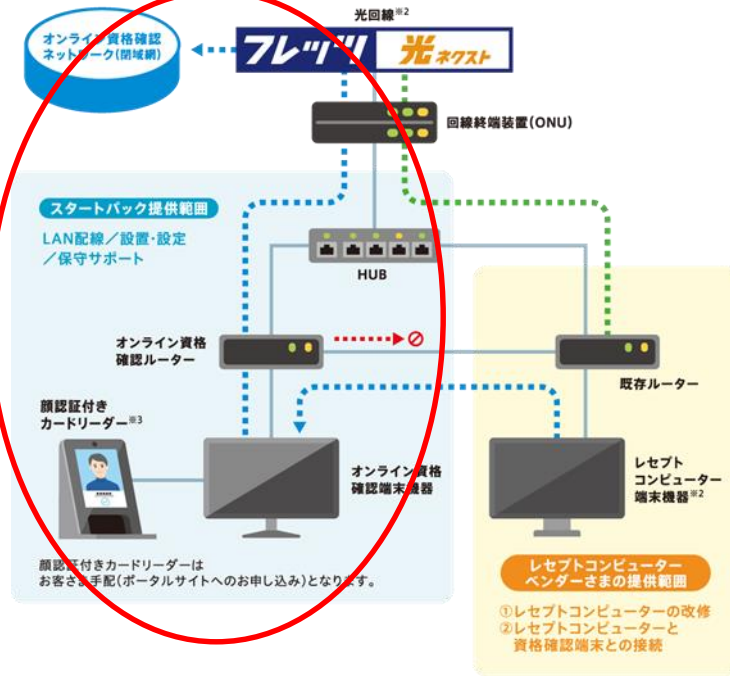 光回線※2
オンライン資格確認
ネットワーク(閉域網)
フレッツ 光ネクスト
回線終端装置(ONU)
スタートパック提供範囲
LAN配線／設置・設定
／保守サポート
HUB
オンライン資格
確認ルーター
既存ルーター
顔認証付き
カードリーダー※3
オンライン資格
確認端末機器
レセプト
コンピューター
端末機器※2
顔認証付きカードリーダーは
お客さま手配(ポータルサイトへのお申し込み)となります。
レセプトコンピューター
ベンダーさまの提供範囲
①レセプトコンピューターの改修
②レセプトコンピューターと
資格確認端末との接続